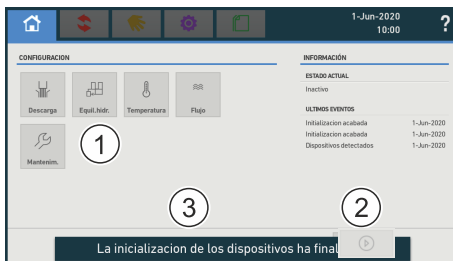 1-Jun-2020
10:00
?
CONFIGURACION
Descarga
Equil.hidr.
Temperatura
Flujo
Mantenim.
1
INFORMACIÓN
ESTADO ACTUAL
Inactivo
ULTIMOS EVENTOS
Initializacion acabada 1-Jun-2020
Initializacion acabada 1-Jun-2020
Dispositivos detectados 1-Jun-2020
3
2
La inicializacion de los dispositivos ha final